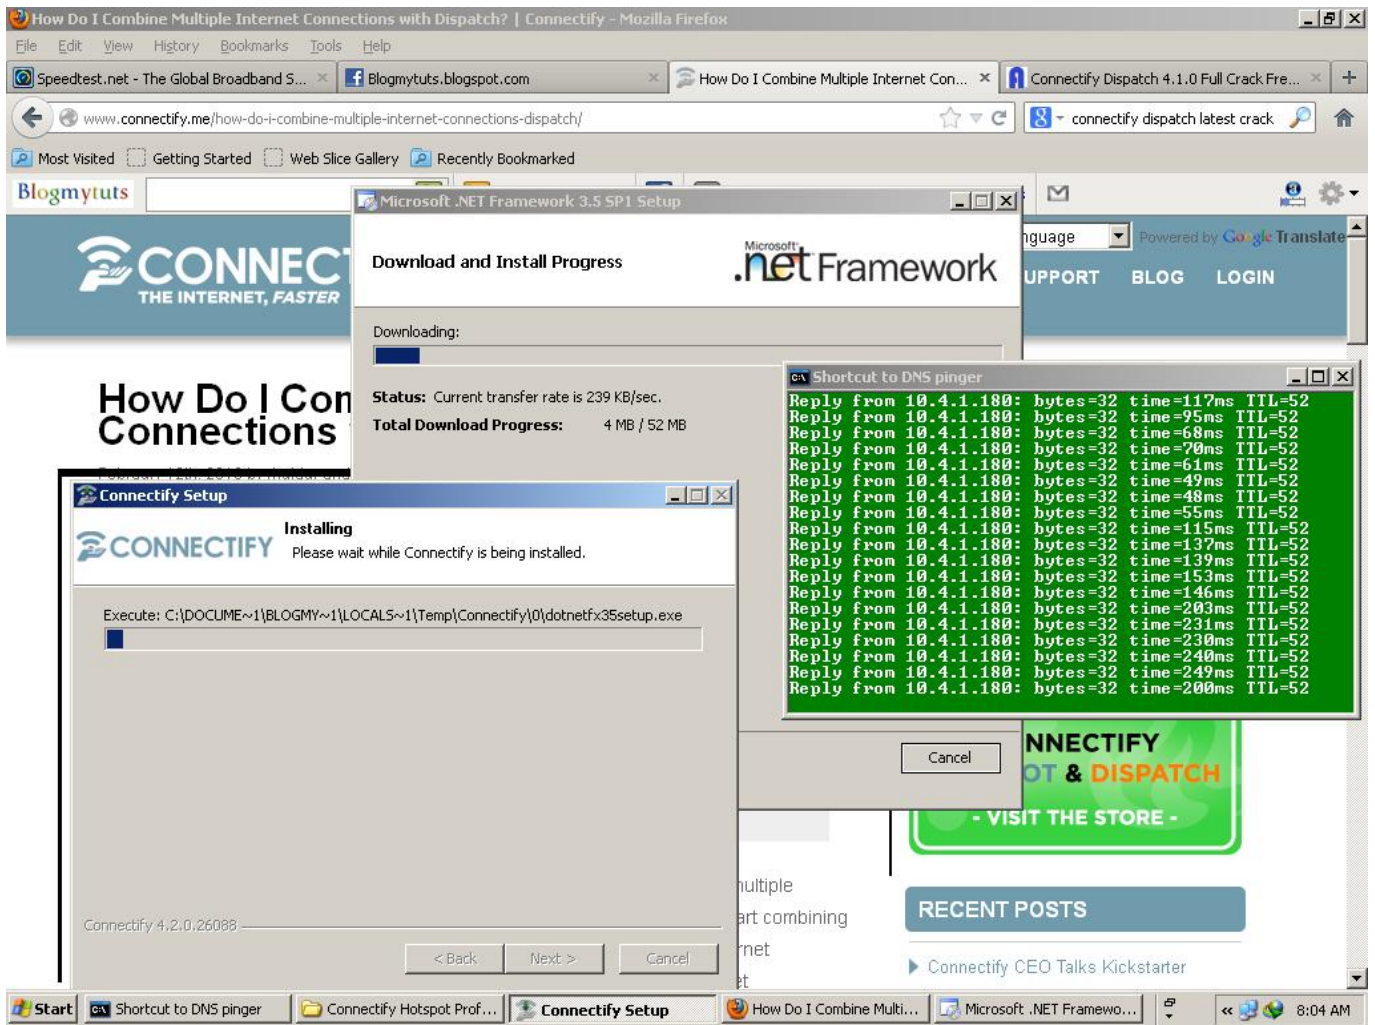 How Do I Combine Multiple Internet Connections with Dispatch? | Connectify - Mozilla Firefox
File Edit View History Bookmarks Tools Help
Speedtest.net - The Global Broadband S... × Blogmytuts.blogspot.com × How Do I Combine Multiple Internet Con... × Connectify Dispatch 4.1.0 Full Crack Fre... × +
www.connectify.me/how-do-i-combine-multiple-internet-connections-dispatch/ connectify dispatch latest crack
Most Visited Getting Started Web Slice Gallery Recently Bookmarked
Blogmytuts
Microsoft .NET Framework 3.5 SP1 Setup
nguage Powered by Google Translate
CONNECT
THE INTERNET, FASTER
UPPORT BLOG LOGIN
Download and Install Progress
Microsoft
.net Framework
Downloading:
Status: Current transfer rate is 239 KB/sec.
Total Download Progress: 4 MB / 52 MB
How Do I Con
Connections
Shortcut to DNS pinger
Reply from 10.4.1.180: bytes=32 time=117ms TTL=52
Reply from 10.4.1.180: bytes=32 time=95ms TTL=52
Reply from 10.4.1.180: bytes=32 time=68ms TTL=52
Reply from 10.4.1.180: bytes=32 time=70ms TTL=52
Reply from 10.4.1.180: bytes=32 time=61ms TTL=52
Reply from 10.4.1.180: bytes=32 time=49ms TTL=52
Reply from 10.4.1.180: bytes=32 time=48ms TTL=52
Reply from 10.4.1.180: bytes=32 time=55ms TTL=52
Reply from 10.4.1.180: bytes=32 time=115ms TTL=52
Reply from 10.4.1.180: bytes=32 time=137ms TTL=52
Reply from 10.4.1.180: bytes=32 time=139ms TTL=52
Reply from 10.4.1.180: bytes=32 time=153ms TTL=52
Reply from 10.4.1.180: bytes=32 time=146ms TTL=52
Reply from 10.4.1.180: bytes=32 time=203ms TTL=52
Reply from 10.4.1.180: bytes=32 time=231ms TTL=52
Reply from 10.4.1.180: bytes=32 time=230ms TTL=52
Reply from 10.4.1.180: bytes=32 time=240ms TTL=52
Reply from 10.4.1.180: bytes=32 time=249ms TTL=52
Reply from 10.4.1.180: bytes=32 time=200ms TTL=52
Connectify Setup
CONNECTIFY
Installing
Please wait while Connectify is being installed.
Execute: C:\DOCUME~1\BLOGMY~1\LOCALS~1\Temp\Connectify\0\dotnetfx35setup.exe
Connectify 4.2.0.26088
< Back Next > Cancel
Cancel
NNECTIFY
OT & DISPATCH
- VISIT THE STORE -
ultiple
art combining
rnet
et
RECENT POSTS
Connectify CEO Talks Kickstarter
Start Shortcut to DNS pinger Connectify Hotspot Prof... Connectify Setup How Do I Combine Multi... Microsoft .NET Framewo... « 8:04 AM